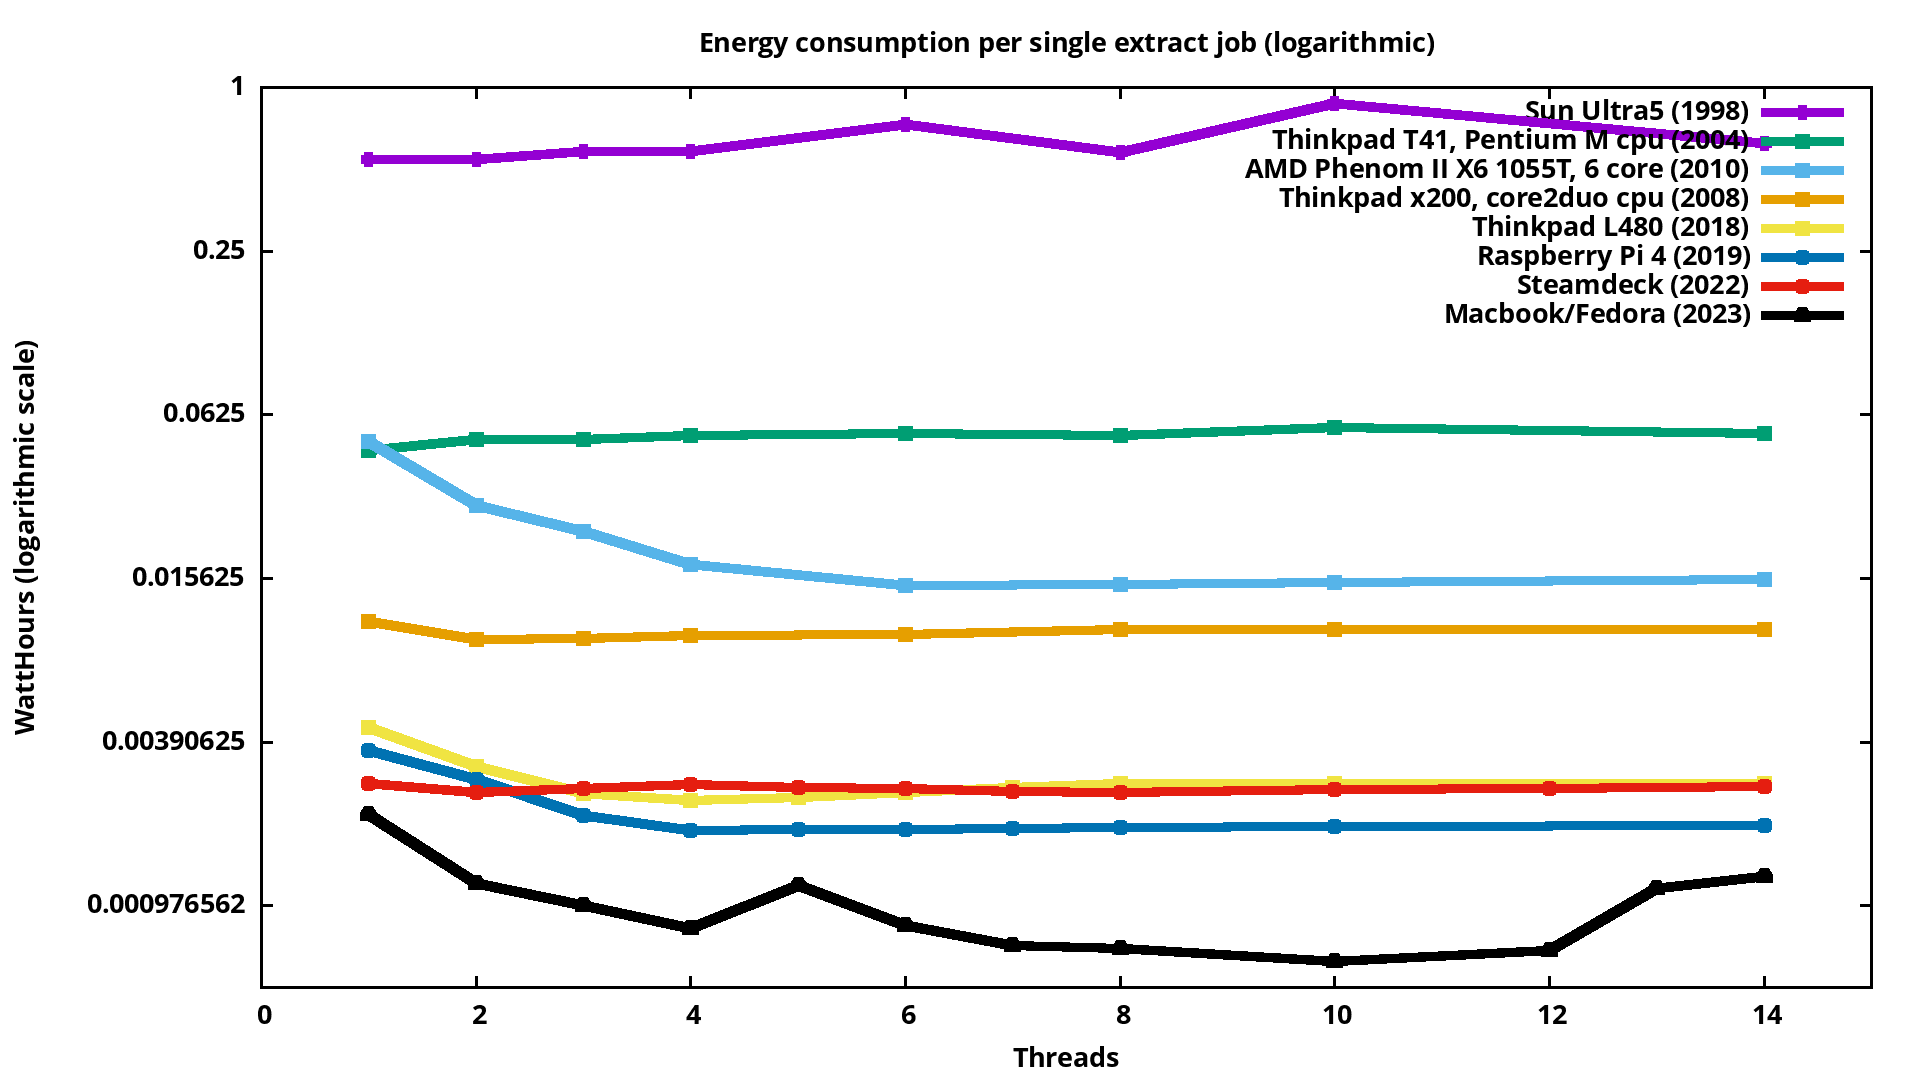 Energy consumption per single extract job (logarithmic)
1
0.25
0.0625
0.015625
0.00390625
0.000976562
WattHours (logarithmic scale)
Sun Ultra5 (1998)
Thinkpad T41, Pentium M cpu (2004)
AMD Phenom II X6 1055T, 6 core (2010)
Thinkpad x200, core2duo cpu (2008)
Thinkpad L480 (2018)
Raspberry Pi 4 (2019)
Steamdeck (2022)
Macbook/Fedora (2023)
0 2 4 6 8 10 12 14
Threads